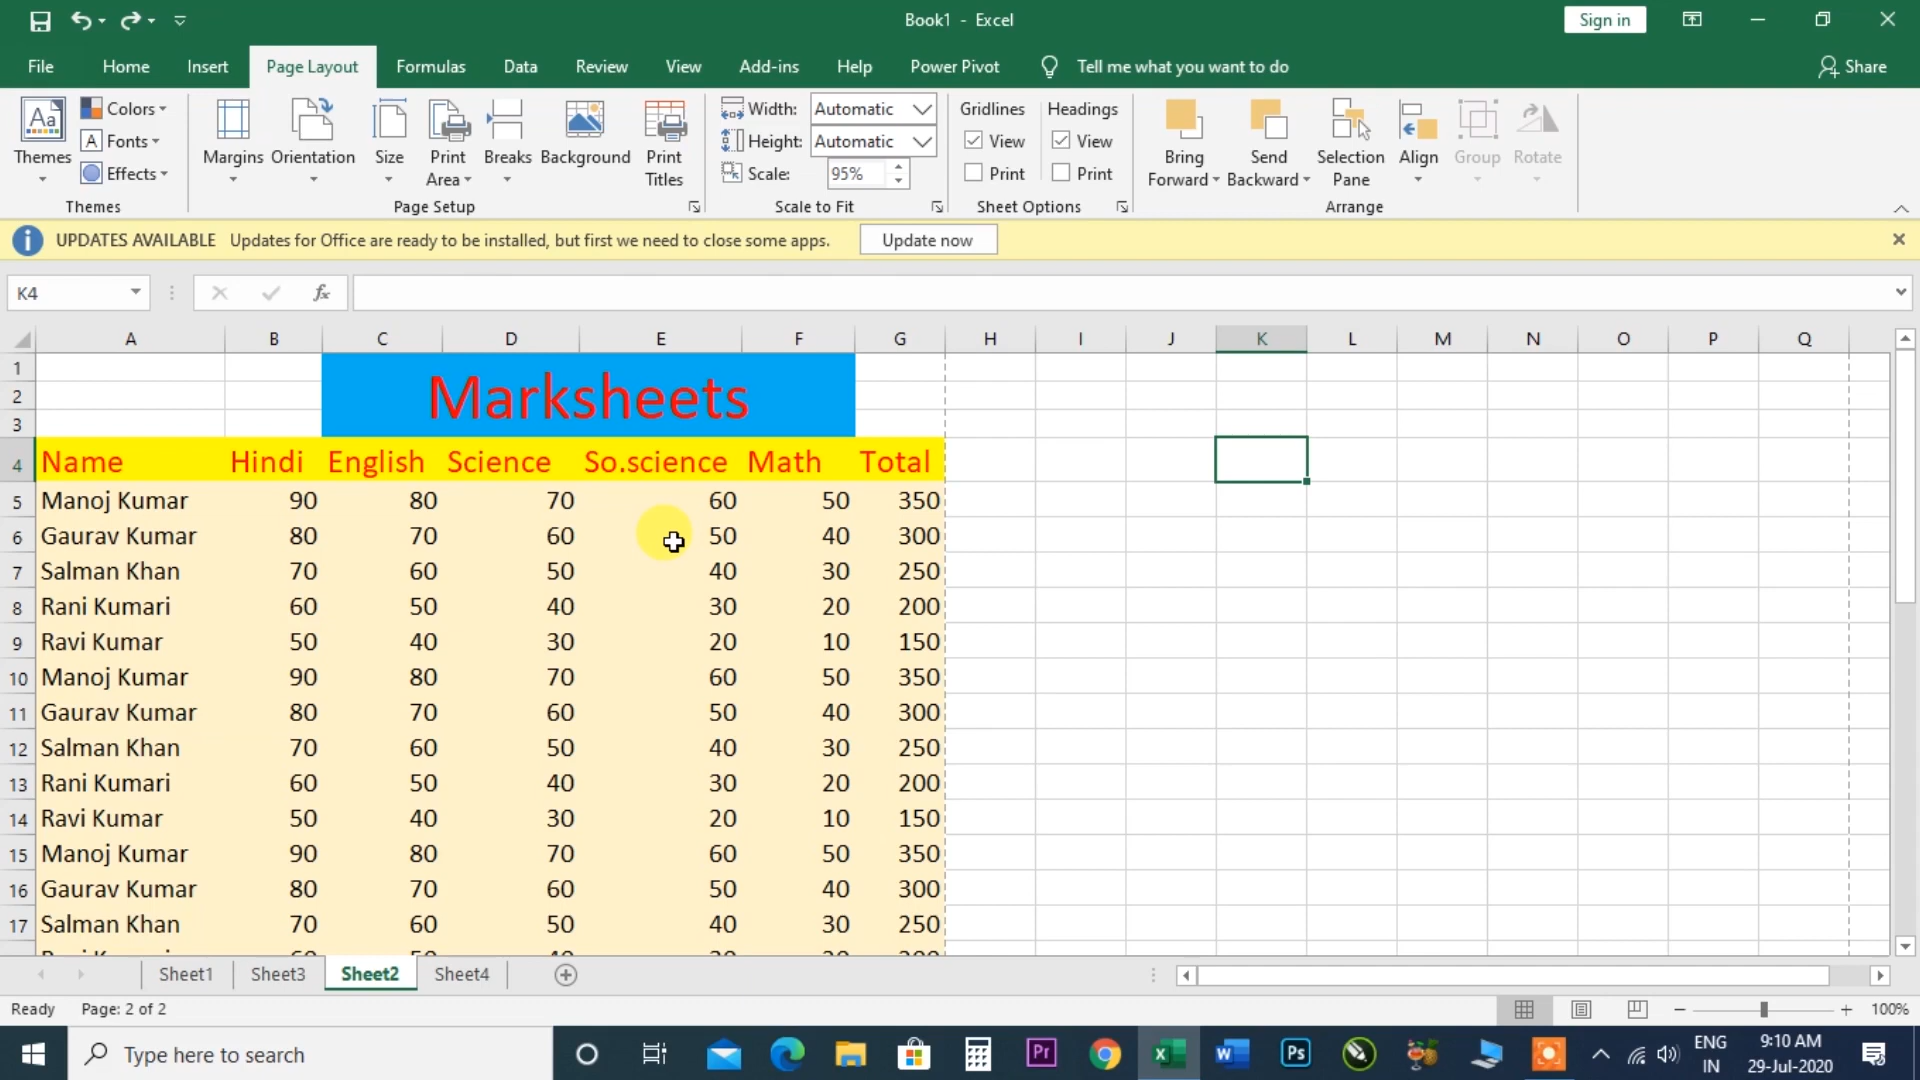 Book1 - Excel
Sign in
File Home Insert Page Layout Formulas Data Review View Add-ins Help Power Pivot Tell me what you want to do Share
Themes
Colors
Fonts
Effects
Themes
Margins Orientation Size Print Area Breaks Background Print Titles
Page Setup
Width: Automatic
Height: Automatic
Scale: 95%
Scale to Fit
Gridlines
View
Print
Headings
View
Print
Sheet Options
Bring Forward Send Backward Selection Pane Align Group Rotate
Arrange
UPDATES AVAILABLE Updates for Office are ready to be installed, but first we need to close some apps. Update now
K4 fx
A B C D E F G H I J K L M N O P Q
1
2 Marksheets
3
4 Name Hindi English Science So.science Math Total
5 Manoj Kumar 90 80 70 60 50 350
6 Gaurav Kumar 80 70 60 50 40 300
7 Salman Khan 70 60 50 40 30 250
8 Rani Kumari 60 50 40 30 20 200
9 Ravi Kumar 50 40 30 20 10 150
10 Manoj Kumar 90 80 70 60 50 350
11 Gaurav Kumar 80 70 60 50 40 300
12 Salman Khan 70 60 50 40 30 250
13 Rani Kumari 60 50 40 30 20 200
14 Ravi Kumar 50 40 30 20 10 150
15 Manoj Kumar 90 80 70 60 50 350
16 Gaurav Kumar 80 70 60 50 40 300
17 Salman Khan 70 60 50 40 30 250
Sheet1 Sheet3 Sheet2 Sheet4
Ready Page: 2 of 2 100%
Type here to search
Pr
W
Ps
ENG
IN
9:10 AM
29-Jul-2020